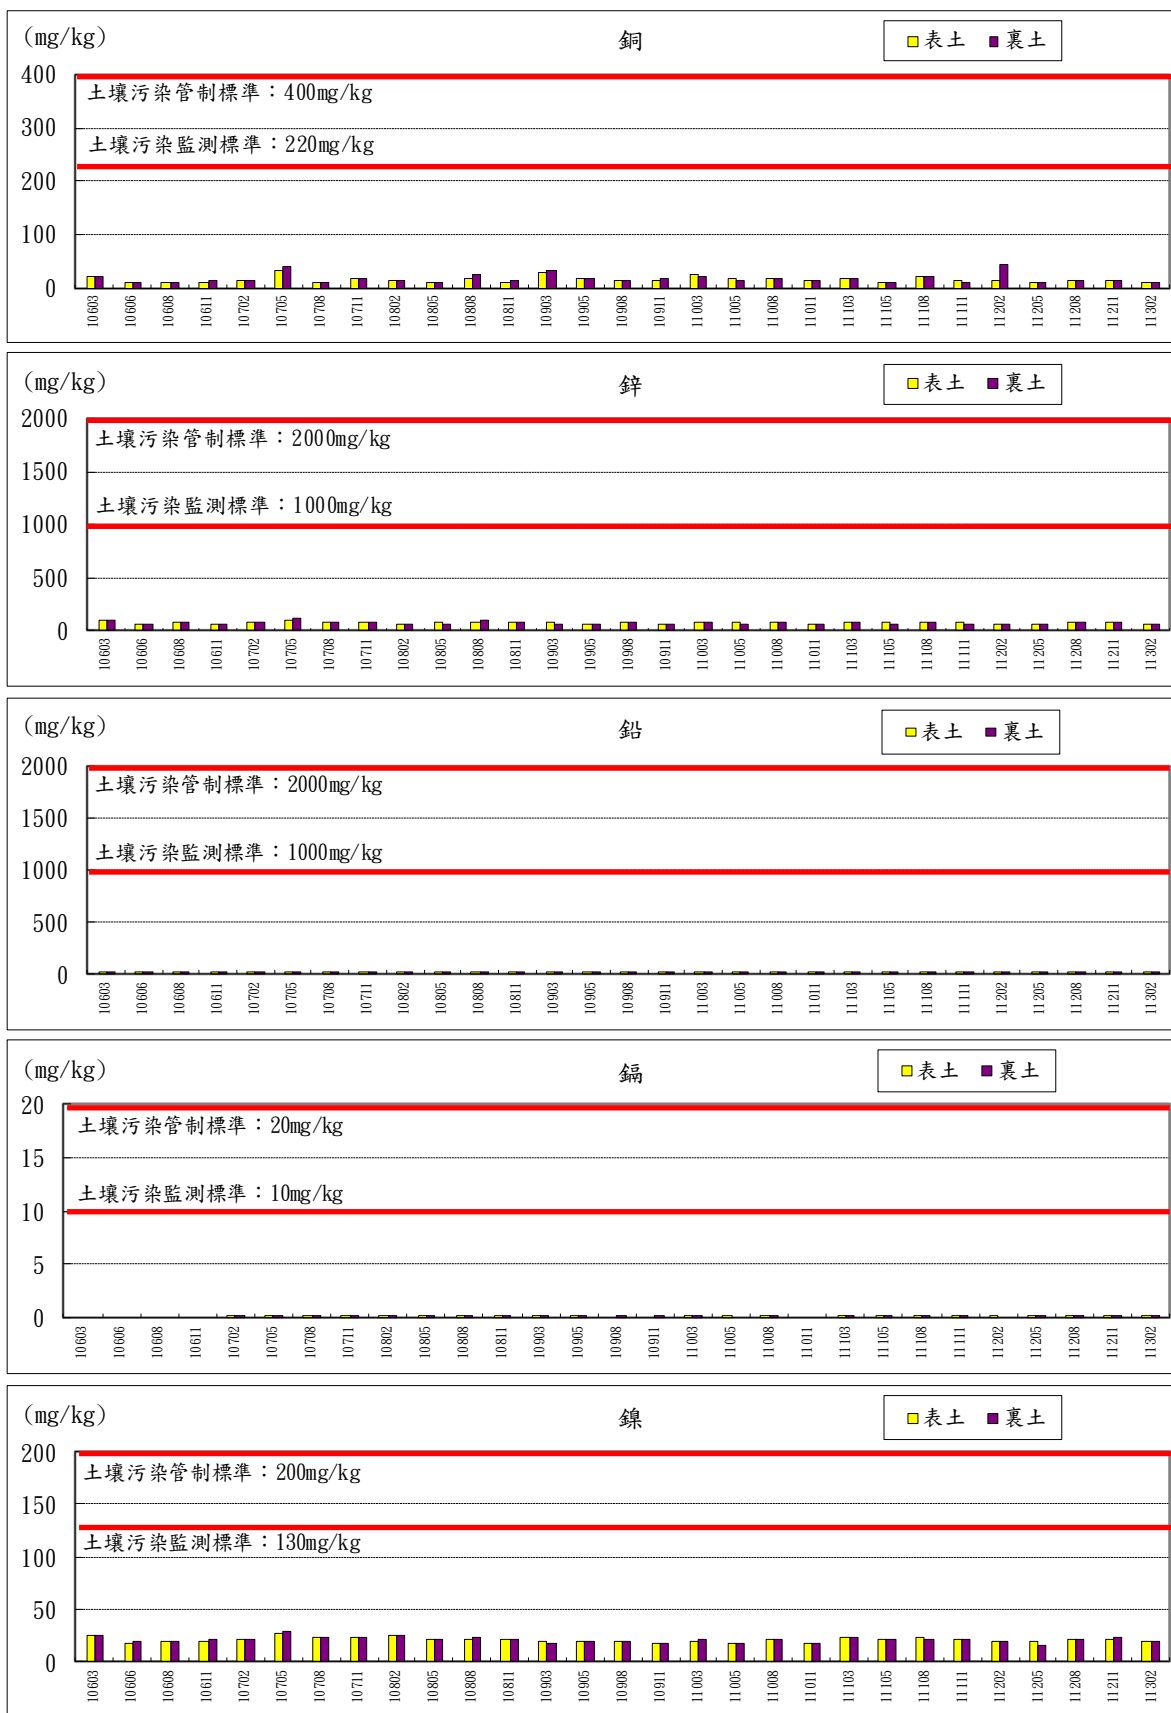 (mg/kg)
銅
表土 裏土
400
土壤污染管制標準：400mg/kg
300
土壤污染監測標準：220mg/kg
200
100
0
10603 10606 10608 10611 10702 10705 10708 10711 10802 10805 10808 10811 10903 10905 10908 10911 11003 11005 11008 11011 11103 11105 11108 11111 11202 11205 11208 11211 11302
(mg/kg)
鋅
表土 裏土
2000
土壤污染管制標準：2000mg/kg
1500
土壤污染監測標準：1000mg/kg
1000
500
0
10603 10606 10608 10611 10702 10705 10708 10711 10802 10805 10808 10811 10903 10905 10908 10911 11003 11005 11008 11011 11103 11105 11108 11111 11202 11205 11208 11211 11302
(mg/kg)
鉛
表土 裏土
2000
土壤污染管制標準：2000mg/kg
1500
土壤污染監測標準：1000mg/kg
1000
500
0
10603 10606 10608 10611 10702 10705 10708 10711 10802 10805 10808 10811 10903 10905 10908 10911 11003 11005 11008 11011 11103 11105 11108 11111 11202 11205 11208 11211 11302
(mg/kg)
鎘
表土 裏土
20
土壤污染管制標準：20mg/kg
15
土壤污染監測標準：10mg/kg
10
5
0
10603 10606 10608 10611 10702 10705 10708 10711 10802 10805 10808 10811 10903 10905 10908 10911 11003 11005 11008 11011 11103 11105 11108 11111 11202 11205 11208 11211 11302
(mg/kg)
鎳
表土 裏土
200
土壤污染管制標準：200mg/kg
150
土壤污染監測標準：130mg/kg
100
50
0
10603 10606 10608 10611 10702 10705 10708 10711 10802 10805 10808 10811 10903 10905 10908 10911 11003 11005 11008 11011 11103 11105 11108 11111 11202 11205 11208 11211 11302